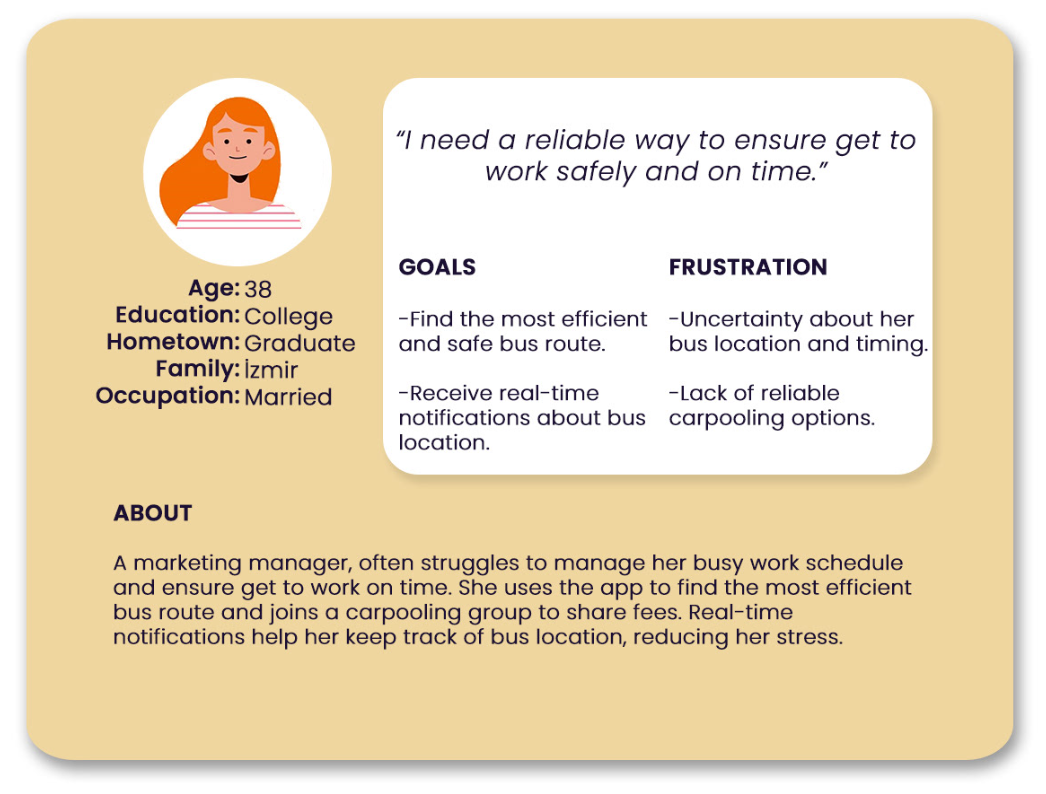 “I need a reliable way to ensure get to
work safely and on time.”
Age: 38
Education: College
Hometown: Graduate
Family: İzmir
Occupation: Married
GOALS
-Find the most efficient
and safe bus route.
-Receive real-time
notifications about bus
location.
FRUSTRATION
-Uncertainty about her
bus location and timing.
-Lack of reliable
carpooling options.
ABOUT
A marketing manager, often struggles to manage her busy work schedule
and ensure get to work on time. She uses the app to find the most efficient
bus route and joins a carpooling group to share fees. Real-time
notifications help her keep track of bus location, reducing her stress.